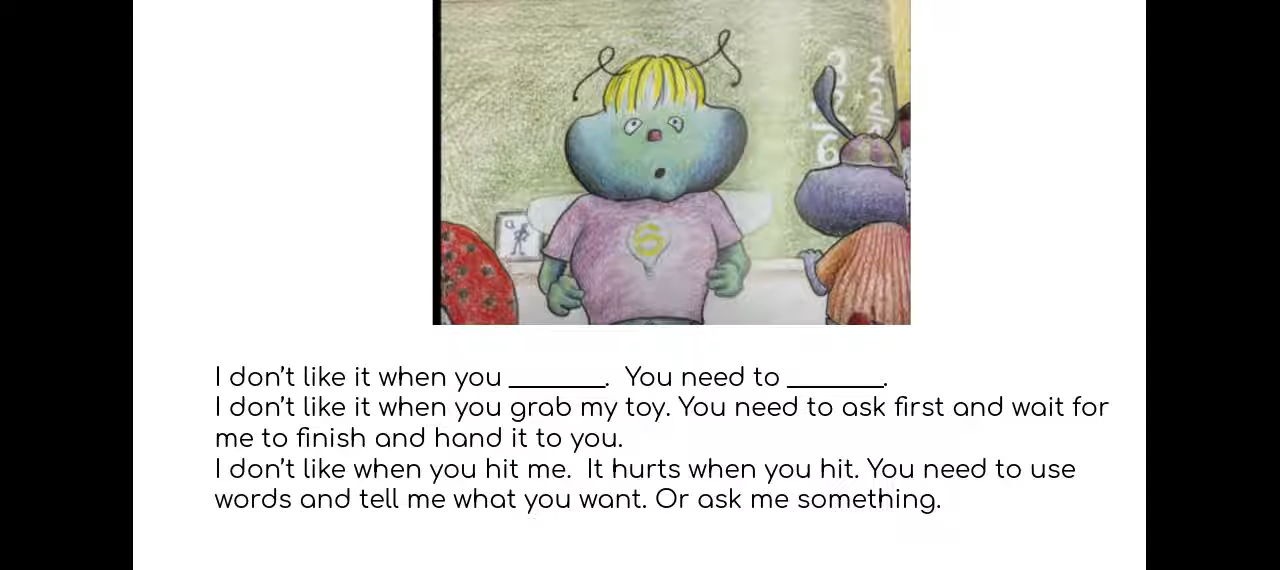 6
I don't like it when you ________. You need to ________.
I don't like it when you grab my toy. You need to ask first and wait for
me to finish and hand it to you.
I don't like when you hit me. It hurts when you hit. You need to use
words and tell me what you want. Or ask me something.